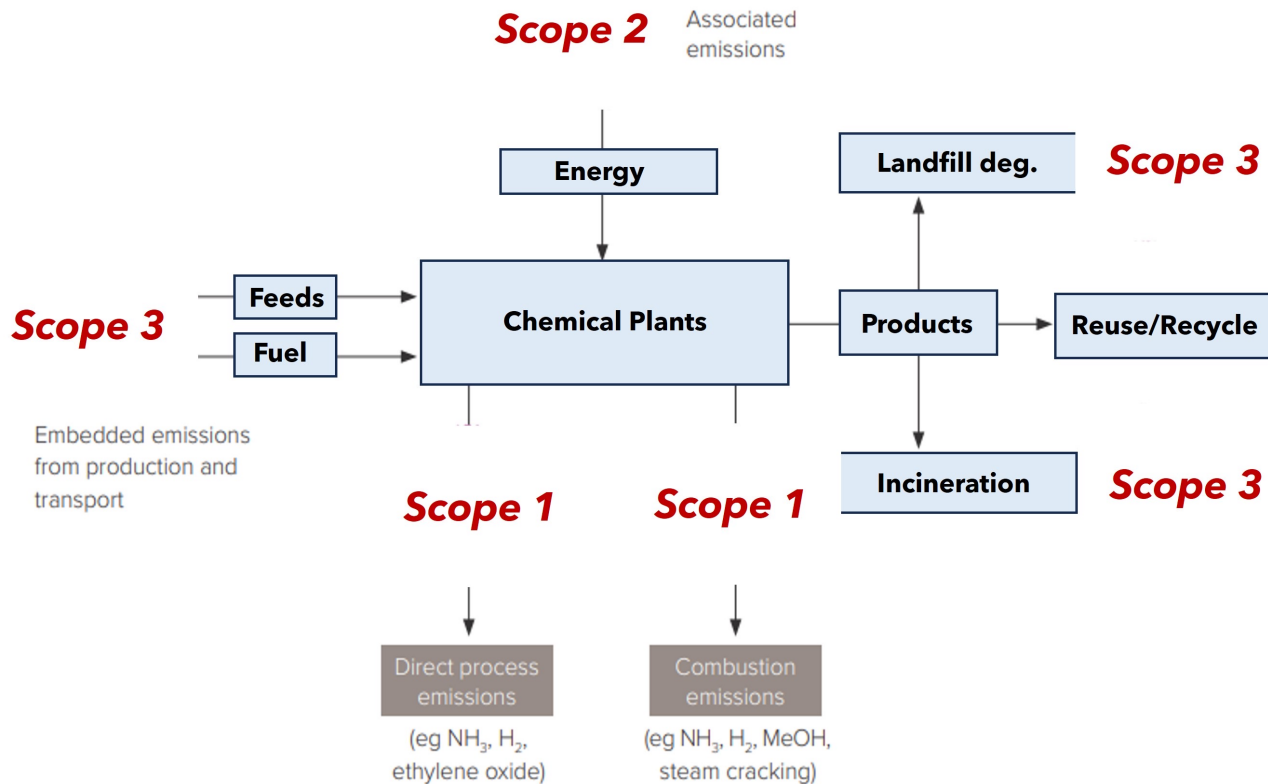 Scope 2
Associated
emissions
Energy
Landfill deg.
Scope 3
Feeds
Fuel
Scope 3
Chemical Plants
Products
Reuse/Recycle
Embedded emissions
from production and
transport
Incineration
Scope 3
Scope 1
Scope 1
Direct process
emissions
(eg NH₃, H₂,
ethylene oxide)
Combustion
emissions
(eg NH₃, H₂, MeOH,
steam cracking)